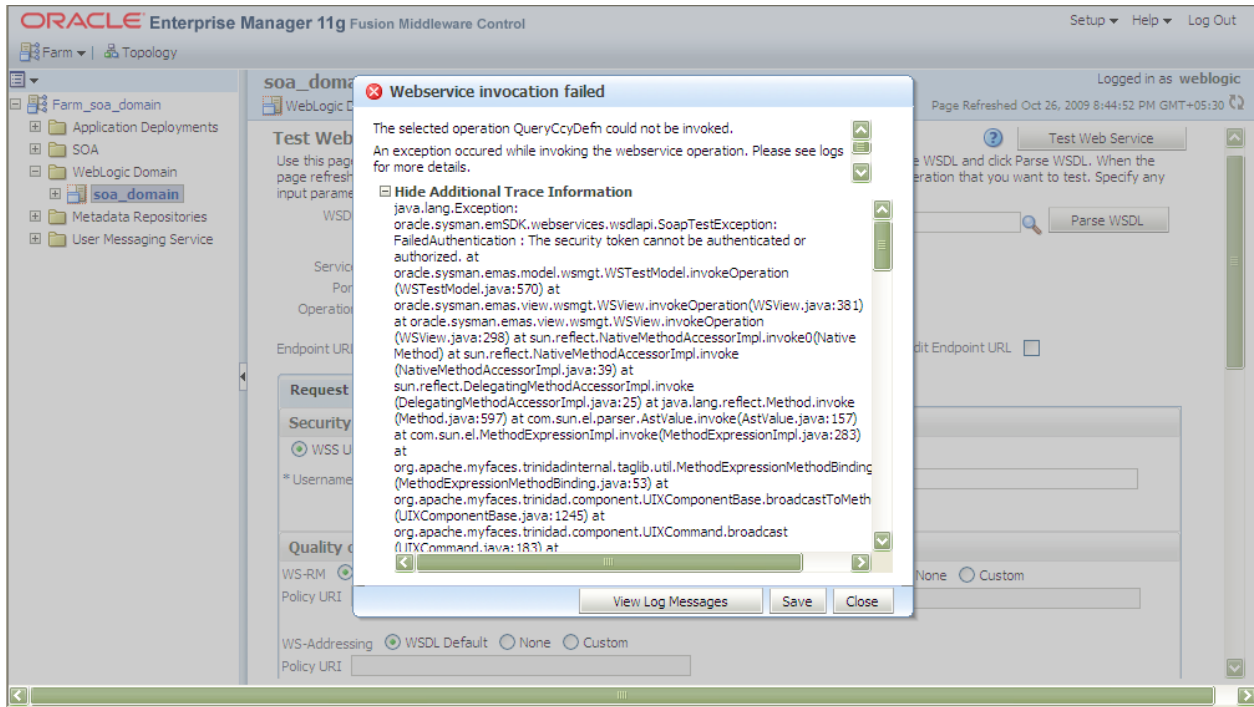 ORACLE Enterprise Manager 11g Fusion Middleware Control
Setup Help Log Out
Farm | Topology
Logged in as weblogic
Page Refreshed Oct 26, 2009 8:44:52 PM GMT+05:30
Farm_soa_domain
Application Deployments
SOA
WebLogic Domain
soa_domain
Metadata Repositories
User Messaging Service
soa_doma
WebLogic D
Test Web
Test Web Service
Use this pag
e WSDL and click Parse WSDL. When the
page refresh
eration that you want to test. Specify any
input parame
WSD
Parse WSDL
Servic
Por
Operation
Endpoint URL
dit Endpoint URL
Request
Security
WSS U
* Username
Quality o
WS-RM
None Custom
Policy URI
WS-Addressing WSDL Default None Custom
Policy URI
Webservice invocation failed
The selected operation QueryCcyDefn could not be invoked.
An exception occured while invoking the webservice operation. Please see logs
for more details.
Hide Additional Trace Information
java.lang.Exception:
oracle.sysman.emSDK.webservices.wsdlapi.SoapTestException:
FailedAuthentication : The security token cannot be authenticated or
authorized. at
oracle.sysman.emas.model.wsmgt.WSTestModel.invokeOperation
(WSTestModel.java:570) at
oracle.sysman.emas.view.wsmgt.WSView.invokeOperation(WSView.java:381)
at oracle.sysman.emas.view.wsmgt.WSView.invokeOperation
(WSView.java:298) at sun.reflect.NativeMethodAccessorImpl.invoke0(Native
Method) at sun.reflect.NativeMethodAccessorImpl.invoke
(NativeMethodAccessorImpl.java:39) at
sun.reflect.DelegatingMethodAccessorImpl.invoke
(DelegatingMethodAccessorImpl.java:25) at java.lang.reflect.Method.invoke
(Method.java:597) at com.sun.el.parser.AstValue.invoke(AstValue.java:157)
at com.sun.el.MethodExpressionImpl.invoke(MethodExpressionImpl.java:283)
at
org.apache.myfaces.trinidadinternal.taglib.util.MethodExpressionMethodBinding
(MethodExpressionMethodBinding.java:53) at
org.apache.myfaces.trinidad.component.UIXComponentBase.broadcastToMeth
(UIXComponentBase.java:1245) at
org.apache.myfaces.trinidad.component.UIXCommand.broadcast
(UIXCommand.java:183) at
View Log Messages Save Close